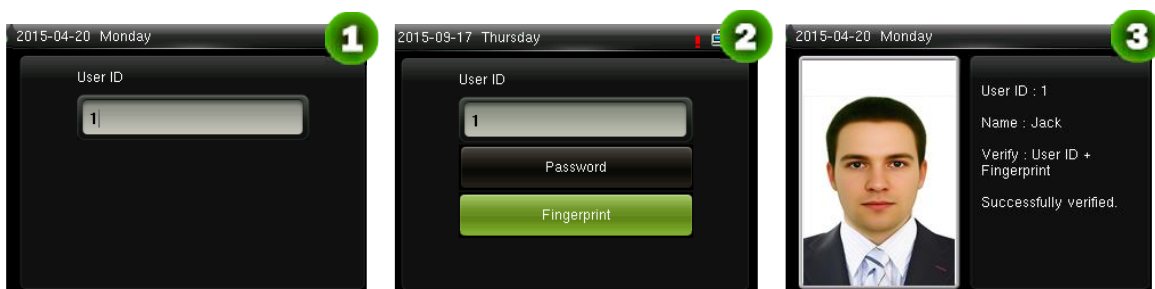 2015-04-20 Monday
1
User ID
1
2015-09-17 Thursday
2
User ID
1
Password
Fingerprint
2015-04-20 Monday
3
User ID : 1
Name : Jack
Verify : User ID +
Fingerprint
Successfully verified.